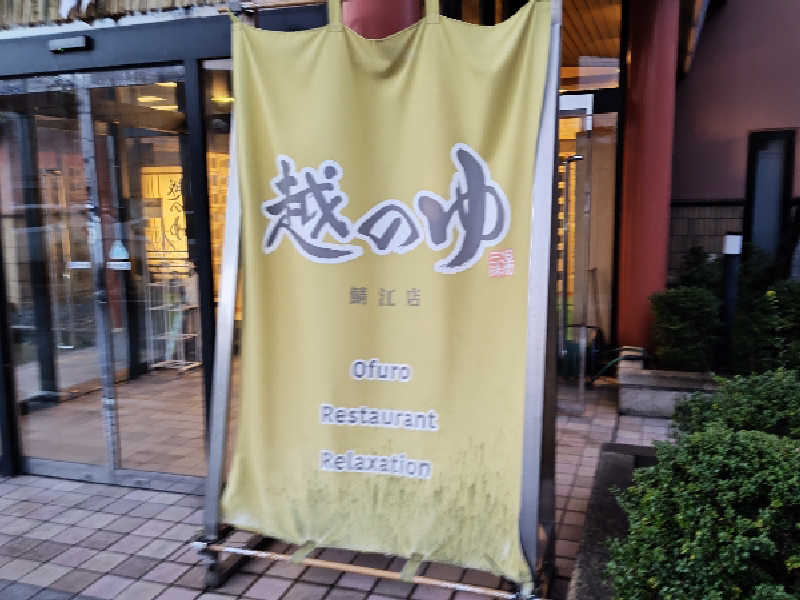 越のゆ
鯖江店
Ofuro
Restaurant
Relaxation